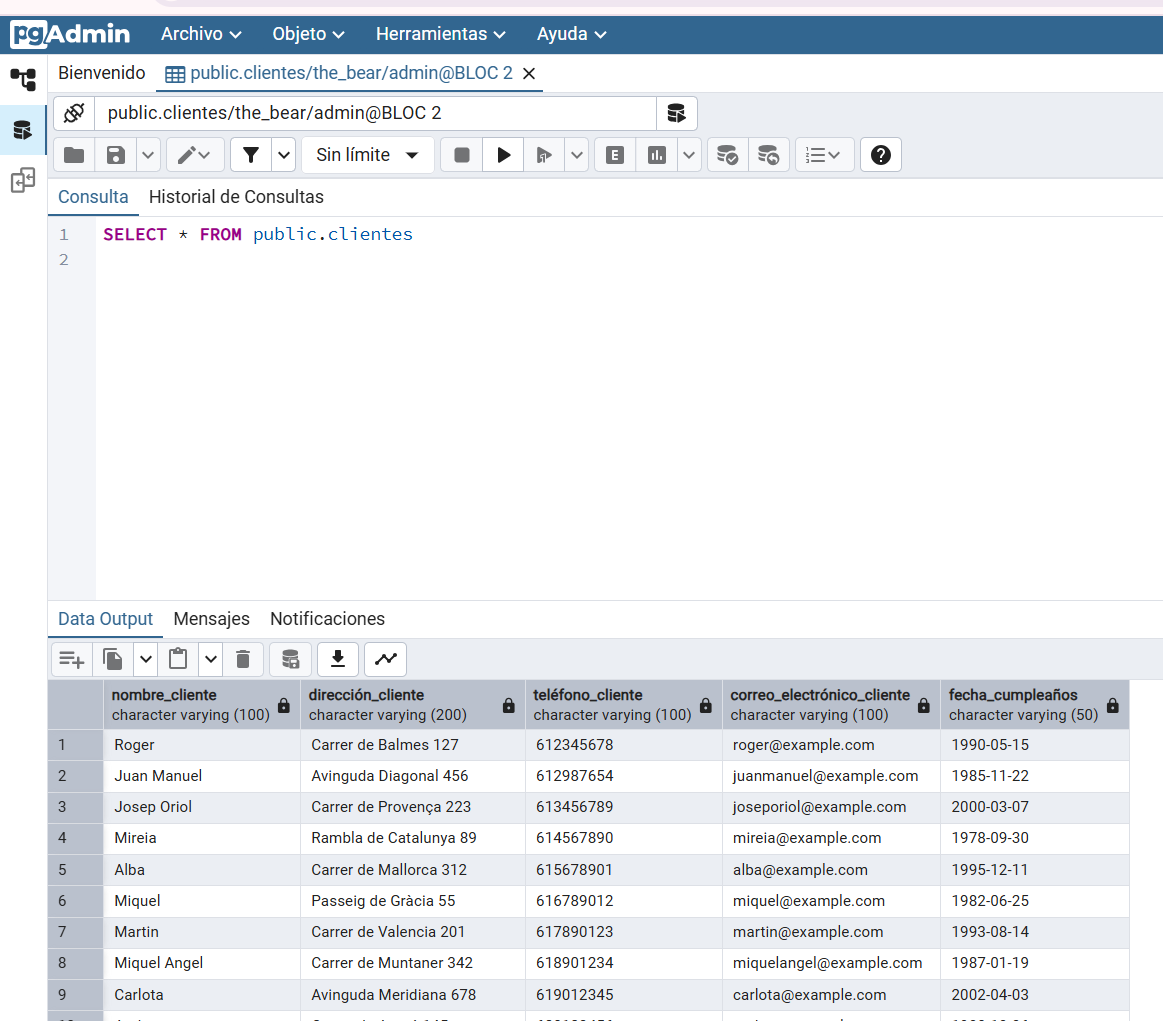 pgAdmin Archivo Objeto Herramientas Ayuda
Bienvenido public.clientes/the_bear/admin@BLOC 2
public.clientes/the_bear/admin@BLOC 2
Sin límite E ?
Consulta Historial de Consultas
1 SELECT * FROM public.clientes
2
Data Output Mensajes Notificaciones
nombre_cliente dirección_cliente teléfono_cliente correo_electrónico_cliente fecha_cumpleaños
character varying (100) character varying (200) character varying (100) character varying (100) character varying (50)
1 Roger Carrer de Balmes 127 612345678 roger@example.com 1990-05-15
2 Juan Manuel Avinguda Diagonal 456 612987654 juanmanuel@example.com 1985-11-22
3 Josep Oriol Carrer de Provença 223 613456789 joseporiol@example.com 2000-03-07
4 Mireia Rambla de Catalunya 89 614567890 mireia@example.com 1978-09-30
5 Alba Carrer de Mallorca 312 615678901 alba@example.com 1995-12-11
6 Miquel Passeig de Gràcia 55 616789012 miquel@example.com 1982-06-25
7 Martin Carrer de Valencia 201 617890123 martin@example.com 1993-08-14
8 Miquel Angel Carrer de Muntaner 342 618901234 miquelangel@example.com 1987-01-19
9 Carlota Avinguda Meridiana 678 619012345 carlota@example.com 2002-04-03